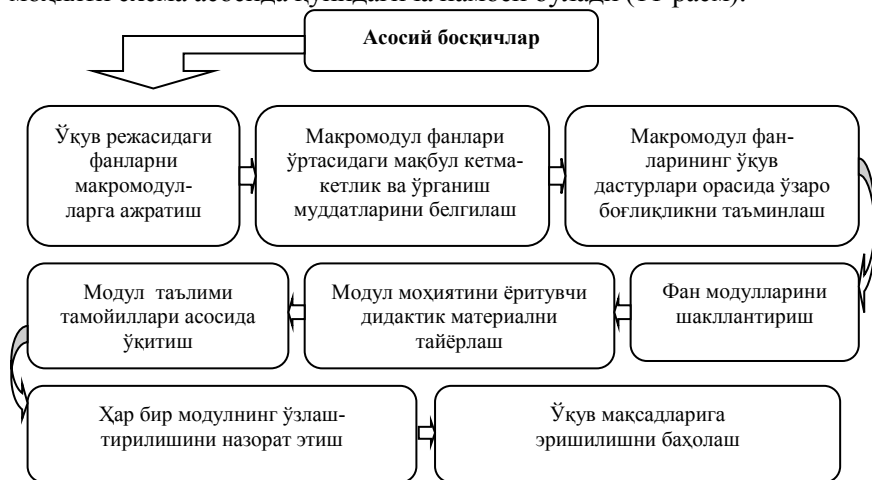 моҳияти схема асосида қуйидагича намоён бўлади (11-расм):
Асосий босқичлар
Ўқув режасидаги
фанларни
макромодул-
ларга ажратиш
Макромодул фанлари
ўртасидаги мақбул кетма-
кетлик ва ўрганиш
муддатларини белгилаш
Макромодул фан-
ларининг ўқув
дастурлари орасида ўзаро
боғлиқликни таъминлаш
Фан модулларини
шакллантириш
Модул моҳиятини ёритувчи
дидактик материални
тайёрлаш
Модул таълими
тамойиллари асосида
ўқитиш
Ҳар бир модулнинг ўзлаш-
тирилишини назорат этиш
Ўқув мақсадларига
эришилишни баҳолаш